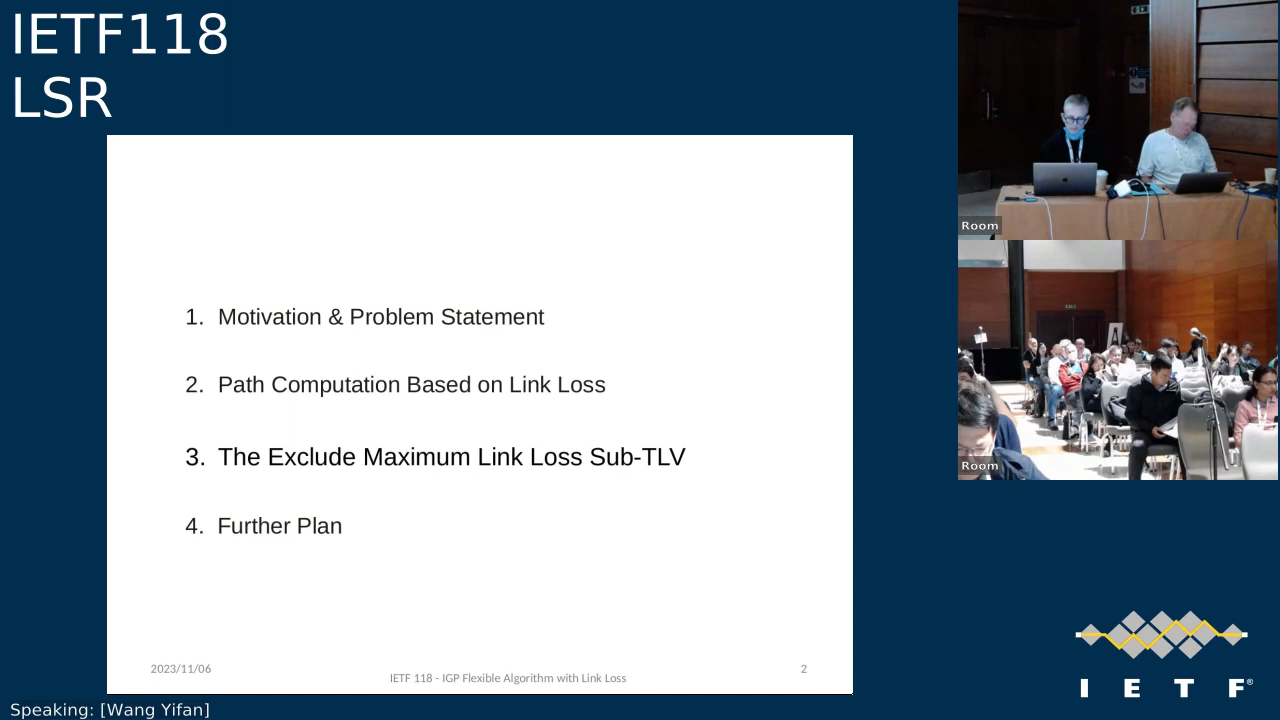 IETF118
LSR
1. Motivation & Problem Statement
2. Path Computation Based on Link Loss
3. The Exclude Maximum Link Loss Sub-TLV
4. Further Plan
2023/11/06
IETF 118 - IGP Flexible Algorithm with Link Loss
2
Room
Room
I E T F®
Speaking: [Wang Yifan]